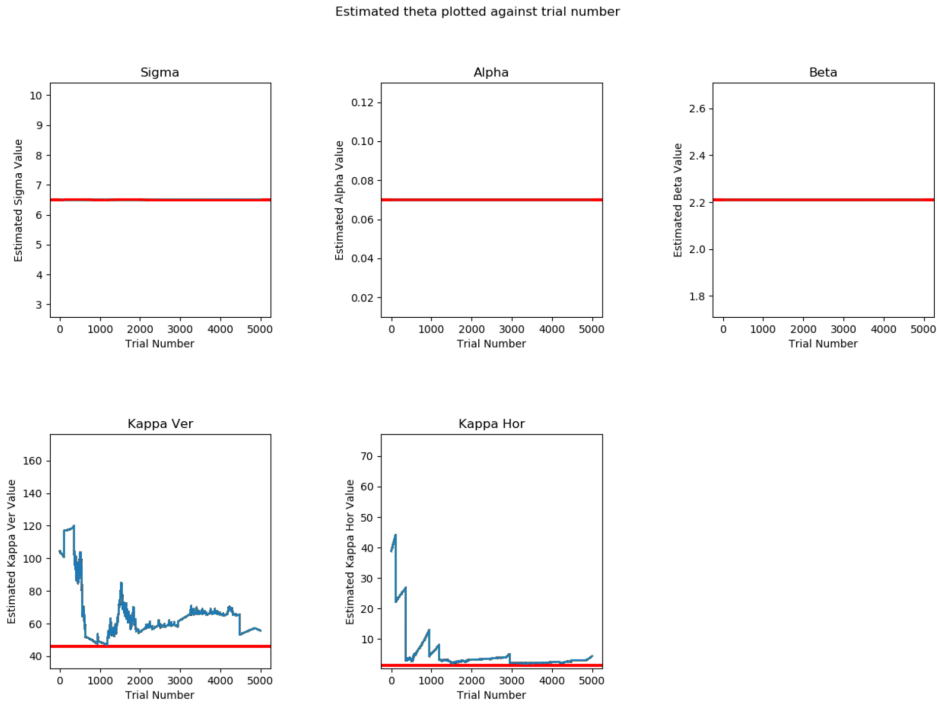 Estimated theta plotted against trial number
Sigma
Estimated Sigma Value
10
9
8
7
6
5
4
3
0 1000 2000 3000 4000 5000
Trial Number
Alpha
Estimated Alpha Value
0.12
0.10
0.08
0.06
0.04
0.02
0 1000 2000 3000 4000 5000
Trial Number
Beta
Estimated Beta Value
2.6
2.4
2.2
2.0
1.8
0 1000 2000 3000 4000 5000
Trial Number
Kappa Ver
Estimated Kappa Ver Value
160
140
120
100
80
60
40
0 1000 2000 3000 4000 5000
Trial Number
Kappa Hor
Estimated Kappa Hor Value
70
60
50
40
30
20
10
0 1000 2000 3000 4000 5000
Trial Number